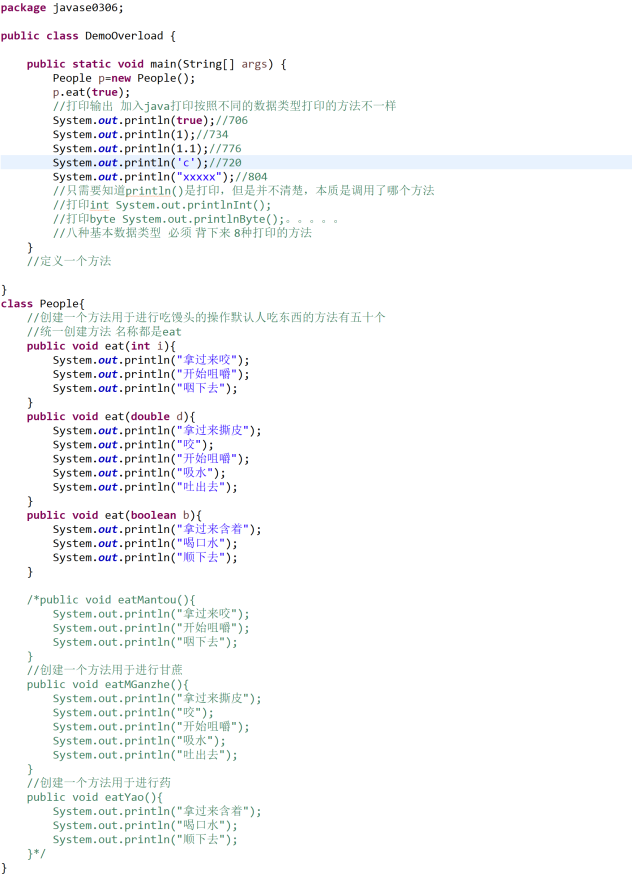 package javase0306;

public class DemoOverload {

    public static void main(String[] args) {
        People p=new People();
        p.eat(true);
        //打印输出  加入java打印按照不同的数据类型打印的方法不一样
        System.out.println(true);//706
        System.out.println(1);//734
        System.out.println(1.1);//776
        System.out.println('c');//720
        System.out.println("xxxxx");//804
        //只需要知道println()是打印，但是并不清楚，本质是调用了哪个方法
        //打印int System.out.printlnInt();
        //打印byte System.out.printlnByte();。。。。。
        //八种基本数据类型  必须 背下来 8种打印的方法
    }
    //定义一个方法

}
class People{
    //创建一个方法用于进行吃馒头的操作默认人吃东西的方法有五十个
    //统一创建方法 名称都是eat
    public void eat(int i){
        System.out.println("拿过来咬");
        System.out.println("开始咀嚼");
        System.out.println("咽下去");
    }
    public void eat(double d){
        System.out.println("拿过来撕皮");
        System.out.println("咬");
        System.out.println("开始咀嚼");
        System.out.println("吸水");
        System.out.println("吐出去");
    }
    public void eat(boolean b){
        System.out.println("拿过来含着");
        System.out.println("喝口水");
        System.out.println("顺下去");
    }

    /*public void eatMantou(){
        System.out.println("拿过来咬");
        System.out.println("开始咀嚼");
        System.out.println("咽下去");
    }
    //创建一个方法用于进行甘蔗
    public void eatMGanzhe(){
        System.out.println("拿过来撕皮");
        System.out.println("咬");
        System.out.println("开始咀嚼");
        System.out.println("吸水");
        System.out.println("吐出去");
    }
    //创建一个方法用于进行药
    public void eatYao(){
        System.out.println("拿过来含着");
        System.out.println("喝口水");
        System.out.println("顺下去");
    }*/
}